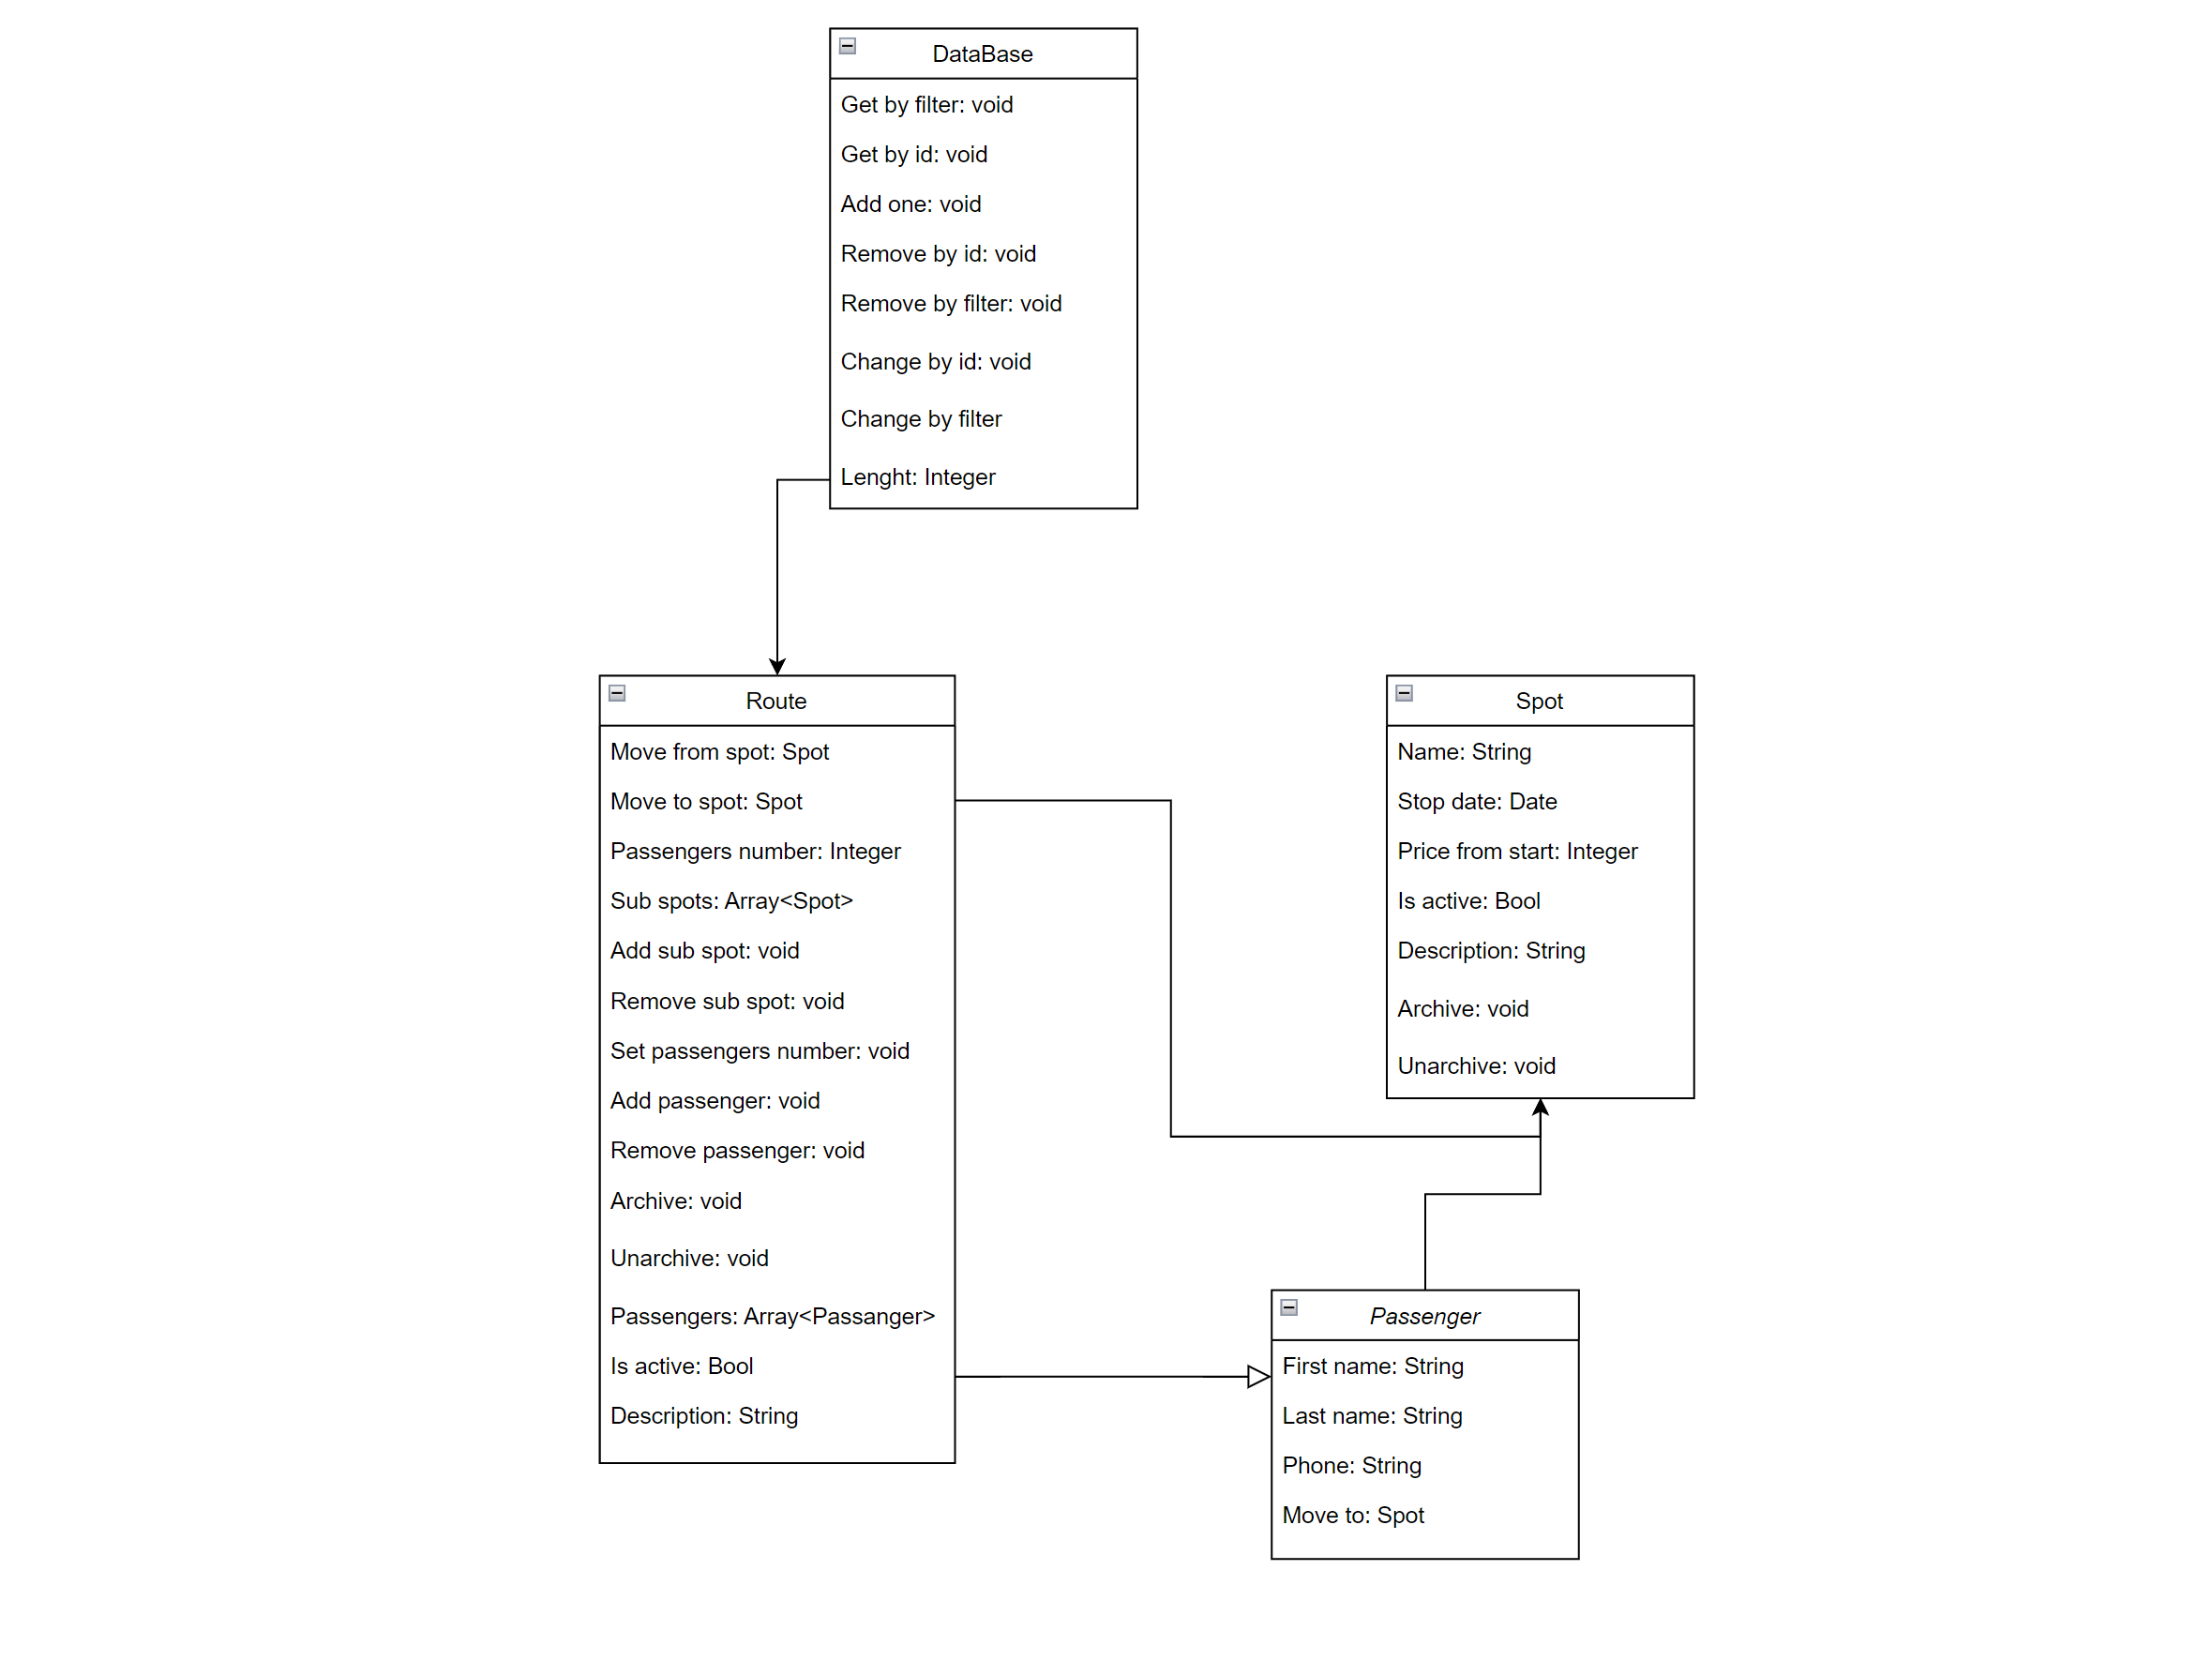 DataBase
Get by filter: void
Get by id: void
Add one: void
Remove by id: void
Remove by filter: void
Change by id: void
Change by filter
Lenght: Integer
Route
Move from spot: Spot
Move to spot: Spot
Passengers number: Integer
Sub spots: Array<Spot>
Add sub spot: void
Remove sub spot: void
Set passengers number: void
Add passenger: void
Remove passenger: void
Archive: void
Unarchive: void
Passengers: Array<Passanger>
Is active: Bool
Description: String
Spot
Name: String
Stop date: Date
Price from start: Integer
Is active: Bool
Description: String
Archive: void
Unarchive: void
Passenger
First name: String
Last name: String
Phone: String
Move to: Spot